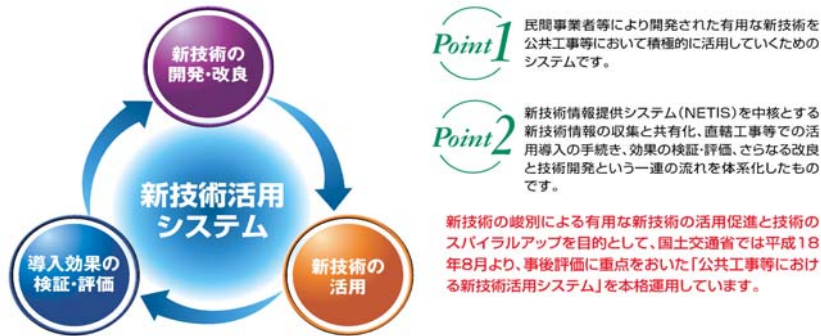 新技術の
開発・改良
新技術活用
システム
導入効果の
検証・評価
新技術の
活用
Point 1
民間事業者等により開発された有用な新技術を
公共工事等において積極的に活用していくための
システムです。
Point 2
新技術情報提供システム(NETIS)を中核とする
新技術情報の収集と共有化、直轄工事等での活
用導入の手続き、効果の検証・評価、さらなる改良
と技術開発という一連の流れを体系化したもの
です。
新技術の峻別による有用な新技術の活用促進と技術の
スパイラルアップを目的として、国土交通省では平成18
年8月より、事後評価に重点をおいた「公共工事等におけ
る新技術活用システム」を本格運用しています。